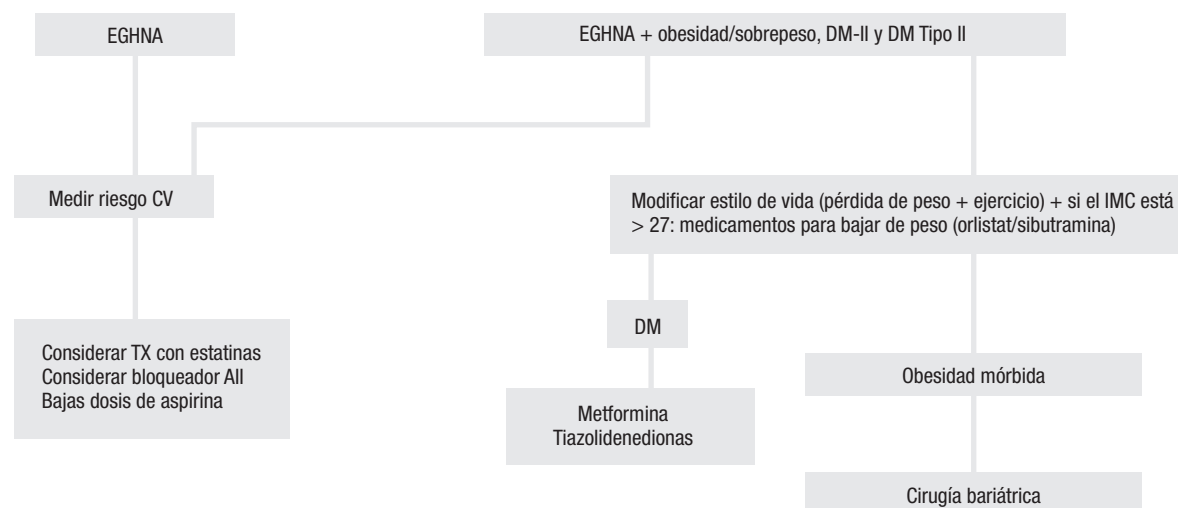 EGHNA
EGHNA + obesidad/sobrepeso, DM-II y DM Tipo II
Medir riesgo CV
Modificar estilo de vida (pérdida de peso + ejercicio) + si el IMC está
> 27: medicamentos para bajar de peso (orlistat/sibutramina)
Considerar TX con estatinas
Considerar bloqueador AII
Bajas dosis de aspirina
DM
Metformina
Tiazolidenedionas
Obesidad mórbida
Cirugía bariátrica